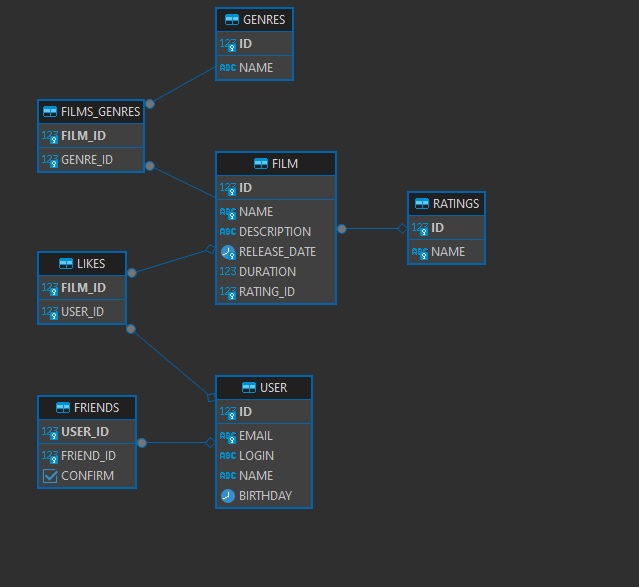 GENRES
123 ID
ABC NAME
FILMS_GENRES
123 FILM_ID
123 GENRE_ID
FILM
123 ID
ABC NAME
ABC DESCRIPTION
RELEASE_DATE
123 DURATION
123 RATING_ID
RATINGS
123 ID
ABC NAME
LIKES
123 FILM_ID
123 USER_ID
USER
123 ID
ABC EMAIL
ABC LOGIN
ABC NAME
BIRTHDAY
FRIENDS
123 USER_ID
123 FRIEND_ID
CONFIRM